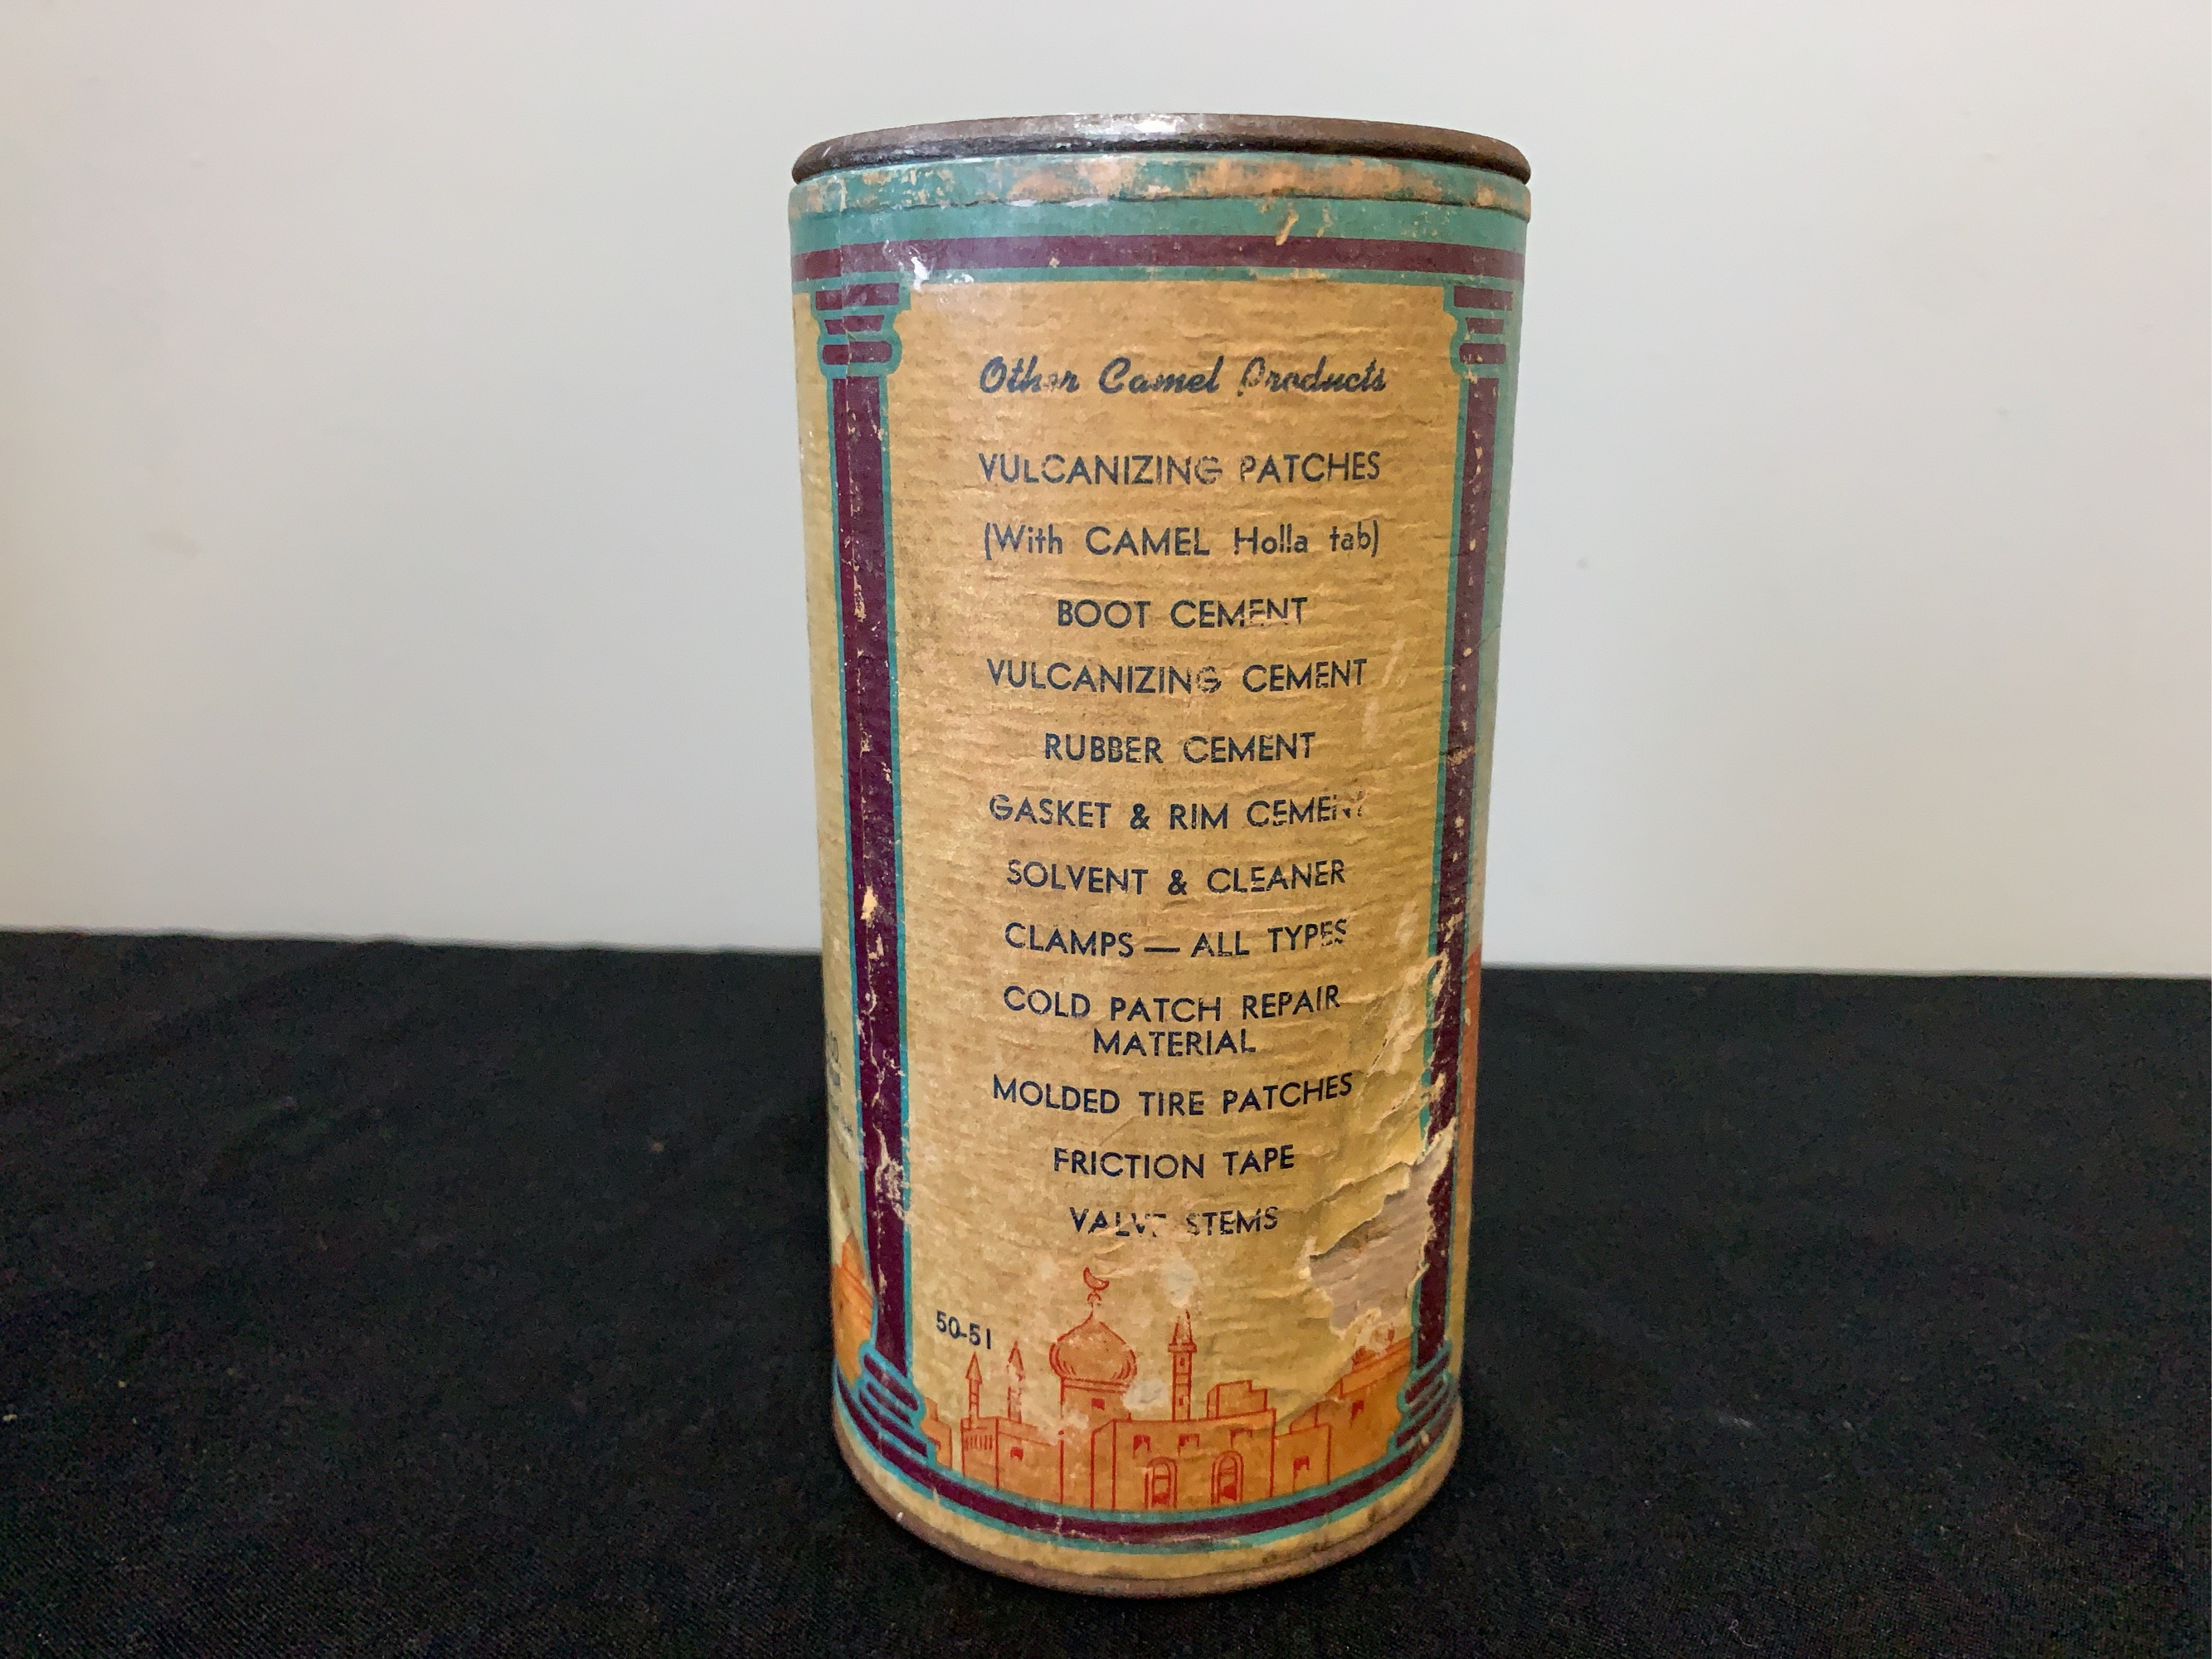 Other Camel Products
VULCANIZING PATCHES
(With CAMEL Holla tab)
BOOT CEMENT
VULCANIZING CEMENT
RUBBER CEMENT
GASKET & RIM CEMENT
SOLVENT & CLEANER
CLAMPS — ALL TYPES
COLD PATCH REPAIR
MATERIAL
MOLDED TIRE PATCHES
FRICTION TAPE
VALVE STEMS
50-51